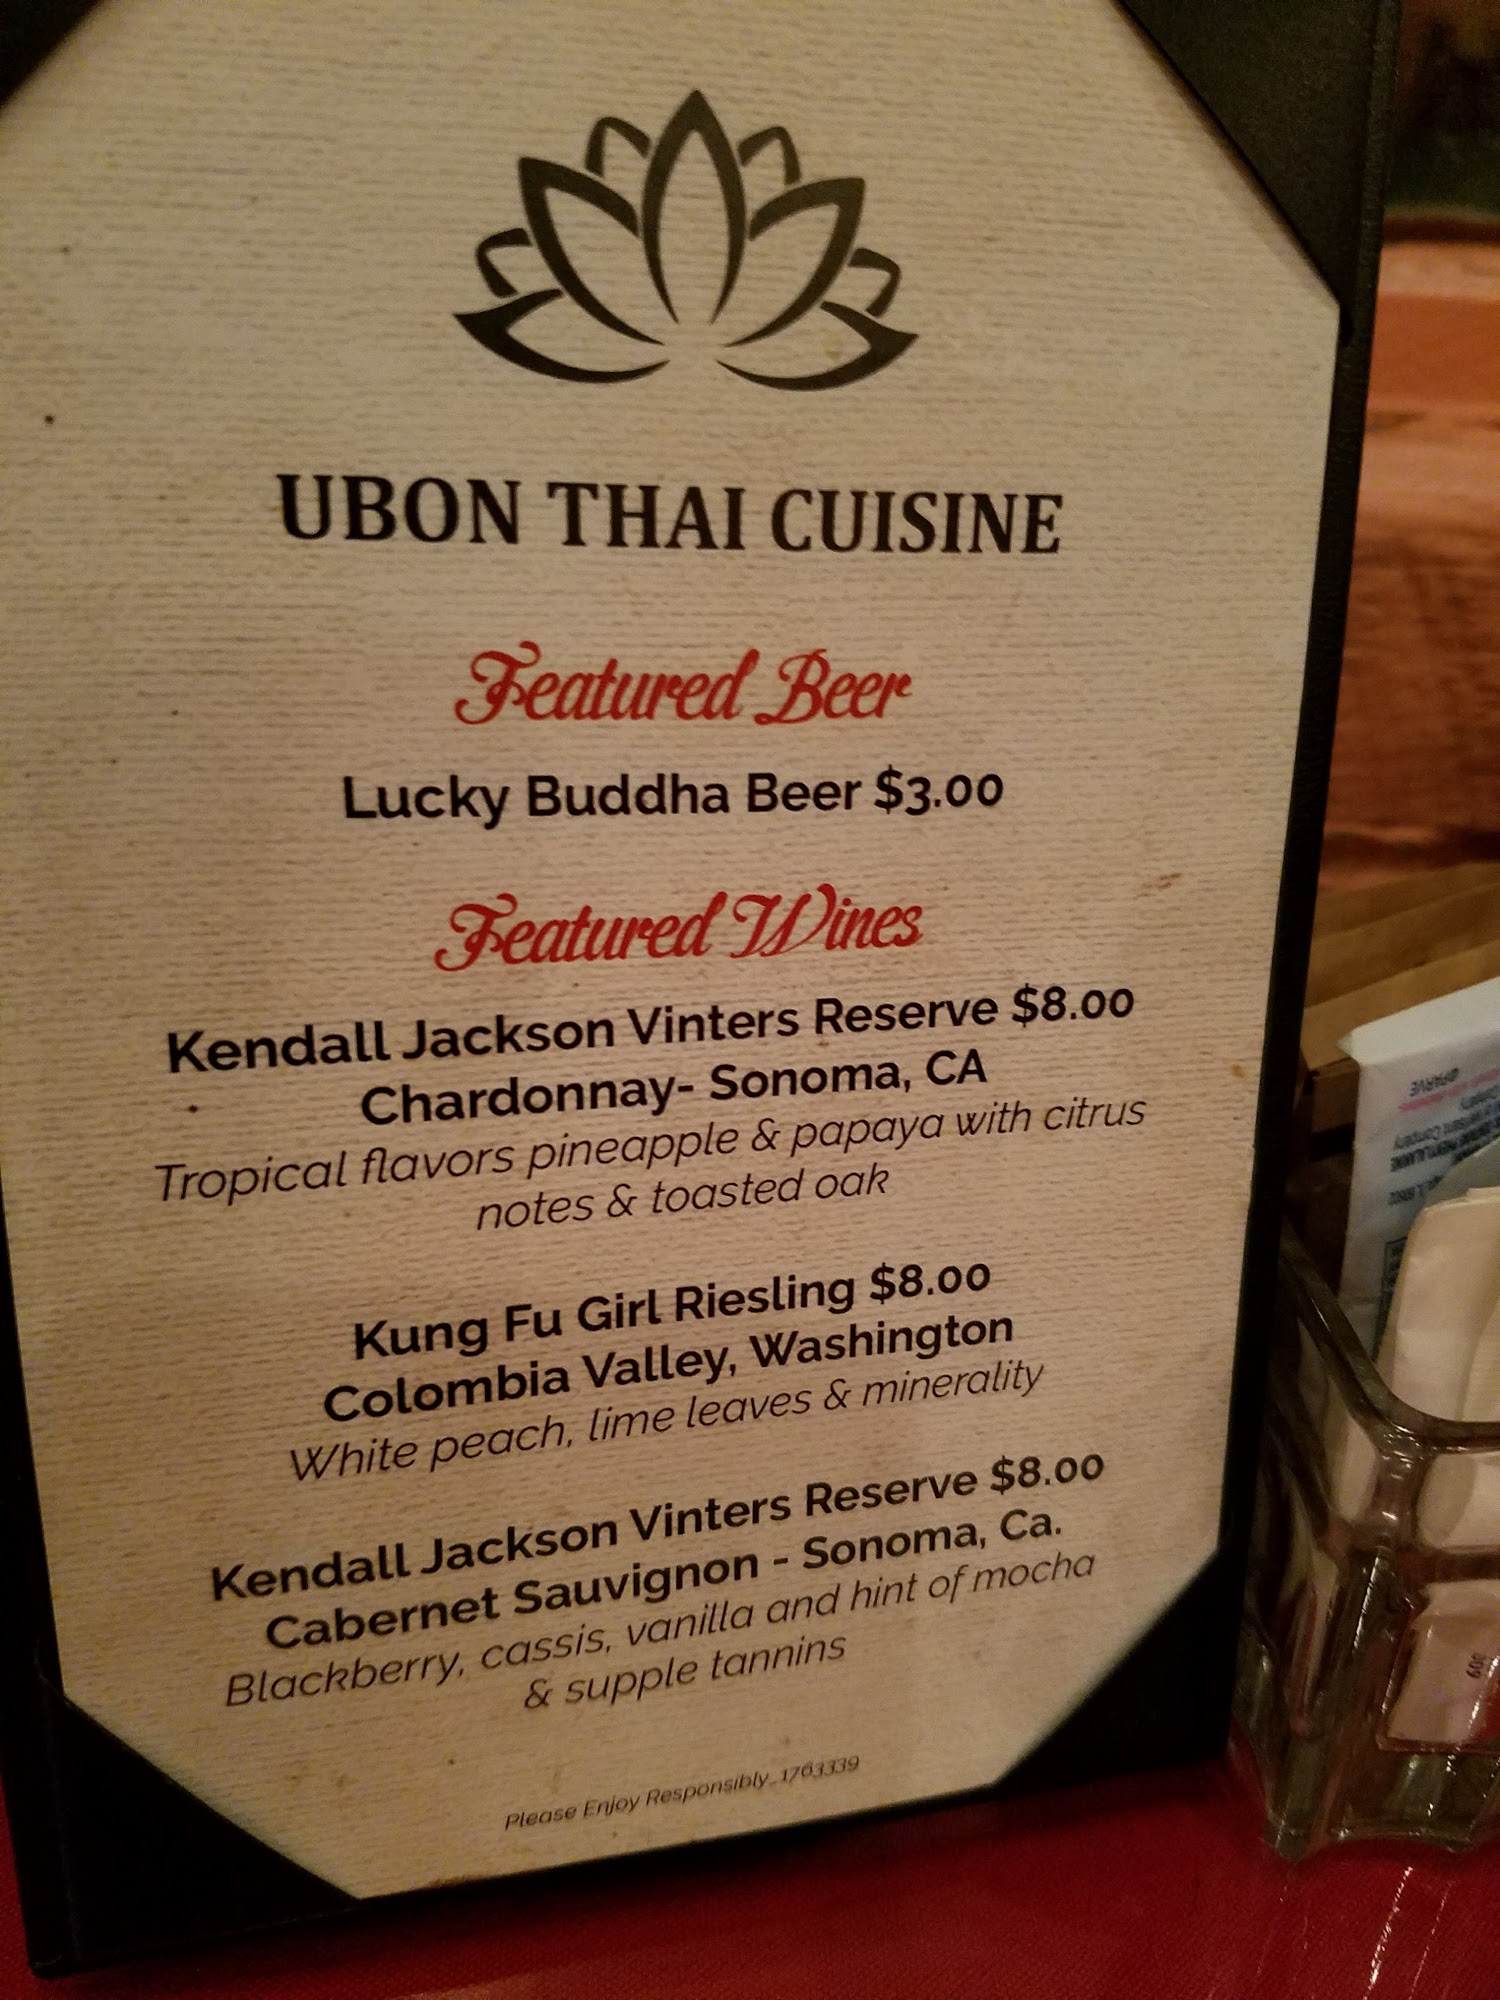 UBON THAI CUISINE
Featured Beer
Lucky Buddha Beer $3.00
Featured Wines
Kendall Jackson Vinters Reserve $8.00
Chardonnay- Sonoma, CA
Tropical flavors pineapple & papaya with citrus
notes & toasted oak
Kung Fu Girl Riesling $8.00
Colombia Valley, Washington
White peach, lime leaves & minerality
Kendall Jackson Vinters Reserve $8.00
Cabernet Sauvignon - Sonoma, Ca.
Blackberry, cassis, vanilla and hint of mocha
& supple tannins
Please Enjoy Responsibly_1763339